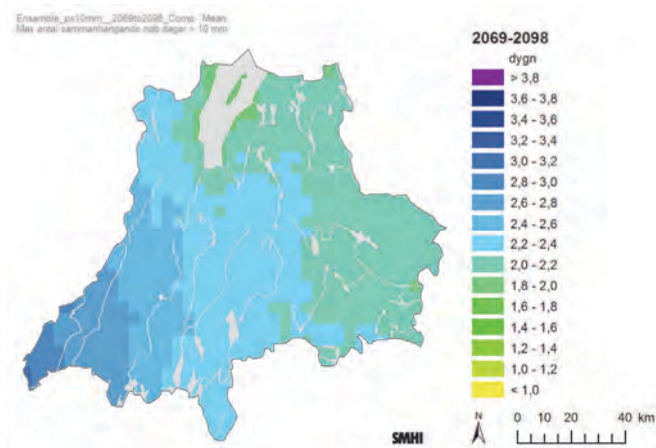 Ensemble_px10mm__2069to2098_Comp Mean
Max antal sammanhängande ndb dagar > 10 mm
2069-2098
dygn
> 3,8
3,6 - 3,8
3,4 - 3,6
3,2 - 3,4
3,0 - 3,2
2,8 - 3,0
2,6 - 2,8
2,4 - 2,6
2,2 - 2,4
2,0 - 2,2
1,8 - 2,0
1,6 - 1,8
1,4 - 1,6
1,2 - 1,4
1,0 - 1,2
< 1,0
SMHI
N
0 10 20 40 km